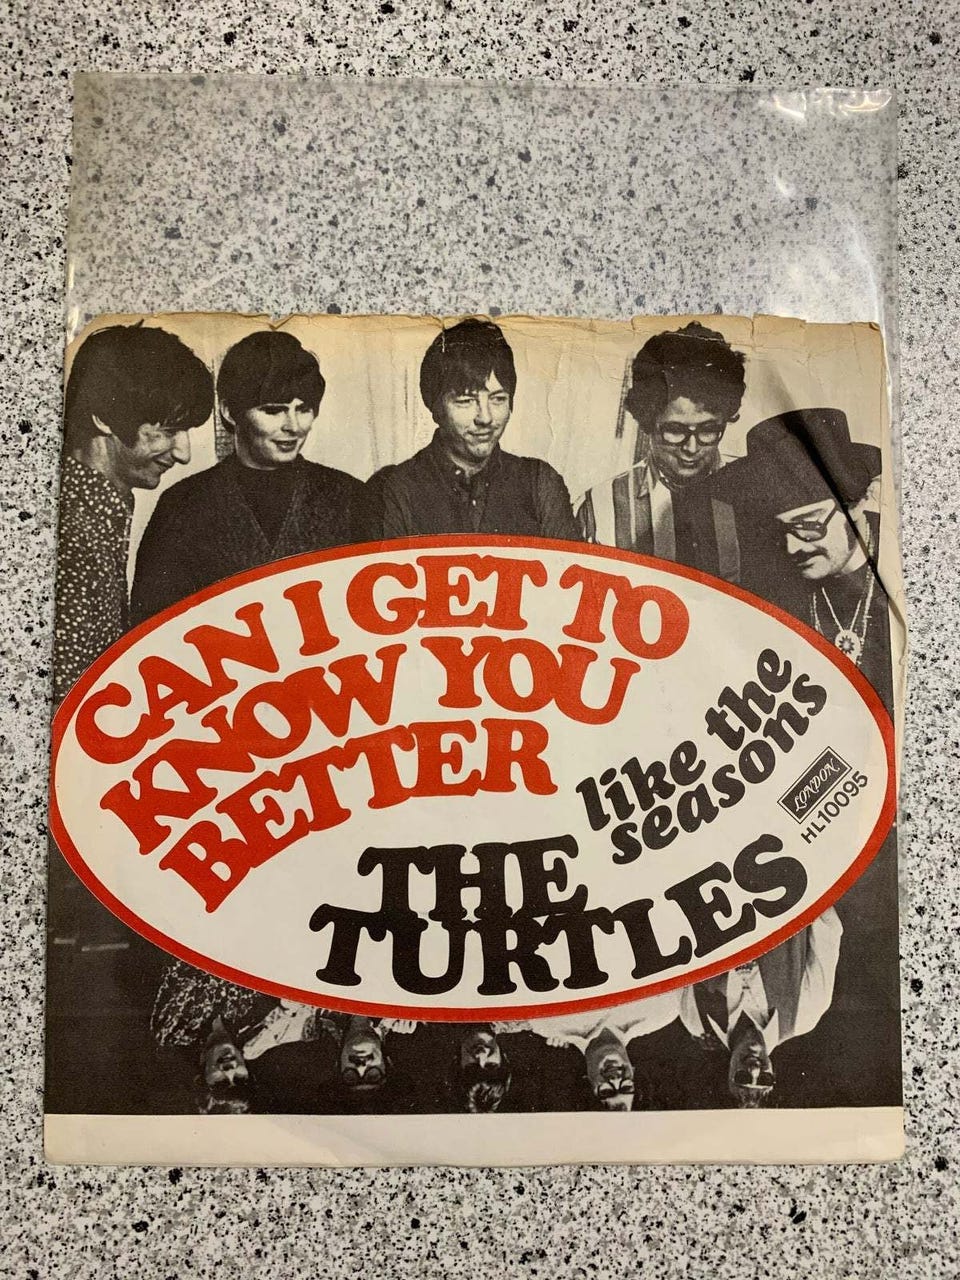 CAN I GET TO
KNOW YOU
BETTER
like the
seasons
LONDON
HL10095
THE
TURTLES